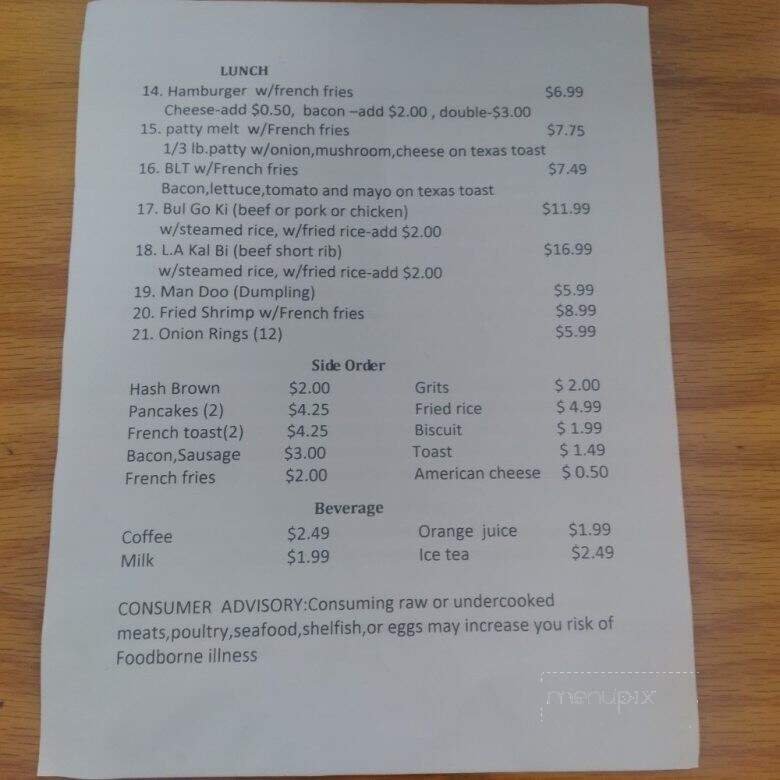 LUNCH
14. Hamburger w/french fries $6.99
Cheese-add $0.50, bacon –add $2.00 , double-$3.00
15. patty melt w/French fries $7.75
1/3 lb.patty w/onion,mushroom,cheese on texas toast
16. BLT w/French fries $7.49
Bacon,lettuce,tomato and mayo on texas toast
17. Bul Go Ki (beef or pork or chicken) $11.99
w/steamed rice, w/fried rice-add $2.00
18. L.A Kal Bi (beef short rib) $16.99
w/steamed rice, w/fried rice-add $2.00
19. Man Doo (Dumpling) $5.99
20. Fried Shrimp w/French fries $8.99
21. Onion Rings (12) $5.99
Side Order
Hash Brown $2.00 Grits $ 2.00
Pancakes (2) $4.25 Fried rice $ 4.99
French toast(2) $4.25 Biscuit $ 1.99
Bacon,Sausage $3.00 Toast $ 1.49
French fries $2.00 American cheese $ 0.50
Beverage
Coffee $2.49 Orange juice $1.99
Milk $1.99 Ice tea $2.49
CONSUMER ADVISORY:Consuming raw or undercooked
meats,poultry,seafood,shelfish,or eggs may increase you risk of
Foodborne illness
menupix